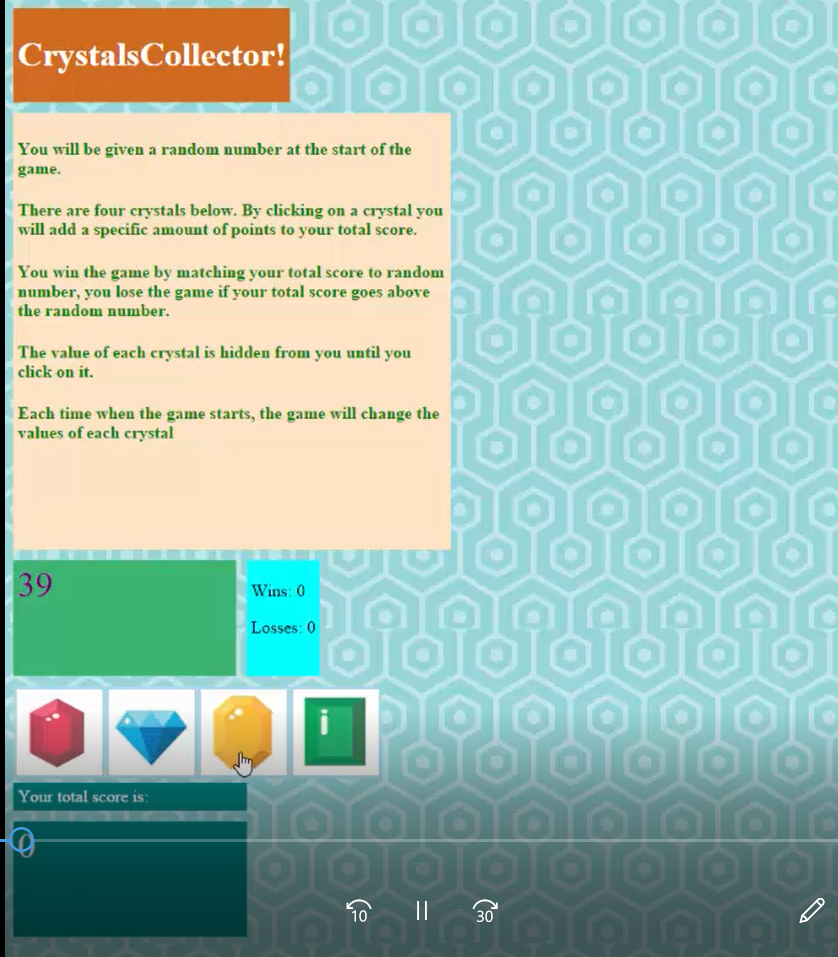 CrystalsCollector!
You will be given a random number at the start of the
game.
There are four crystals below. By clicking on a crystal you
will add a specific amount of points to your total score.
You win the game by matching your total score to random
number, you lose the game if your total score goes above
the random number.
The value of each crystal is hidden from you until you
click on it.
Each time when the game starts, the game will change the
values of each crystal
39
Wins: 0
Losses: 0
Your total score is:
0
10
30